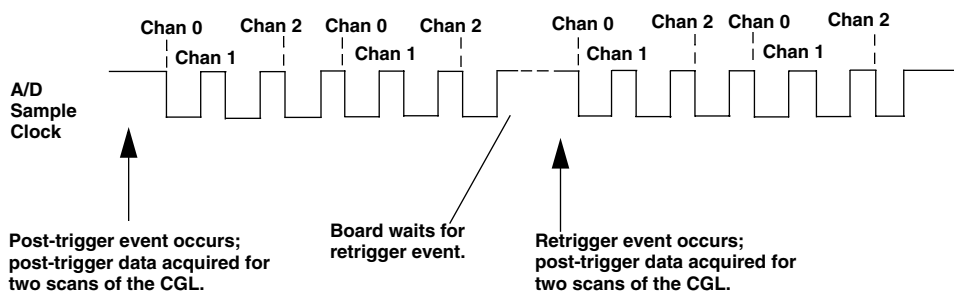 Chan 0 Chan 2 Chan 0 Chan 2 Chan 0 Chan 2 Chan 0 Chan 2
Chan 1 Chan 1 Chan 1 Chan 1
A/D
Sample
Clock
Post-trigger event occurs;
post-trigger data acquired for
two scans of the CGL.
Board waits for
retrigger event.
Retrigger event occurs;
post-trigger data acquired for
two scans of the CGL.